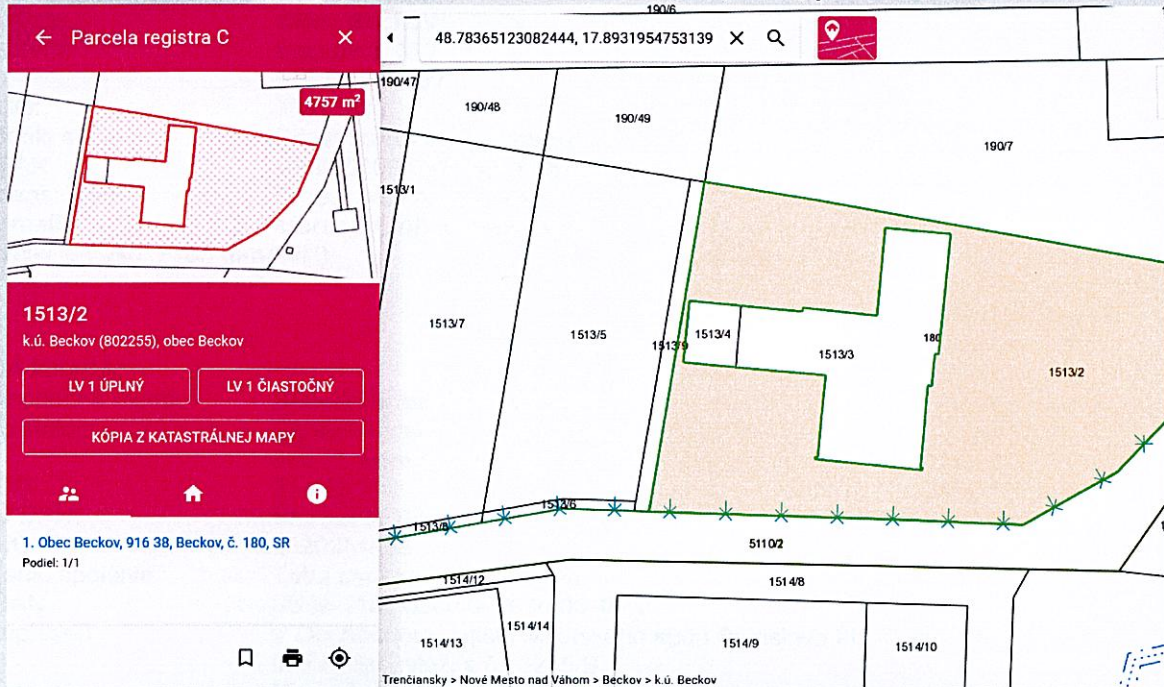 Parcela registra C
4757 m²
1513/2
k.ú. Beckov (802255), obec Beckov
LV 1 ÚPLNÝ
LV 1 ČIASTOČNÝ
KÓPIA Z KATASTRÁLNEJ MAPY
1. Obec Beckov, 916 38, Beckov, č. 180, SR
Podiel: 1/1
190/6
48.78365123082444, 17.8931954753139
190/47
190/48
190/49
190/7
1513/1
1513/7
1513/5
1513/9
1513/4
1513/3
180
1513/2
1513/6
1513/8
5110/2
1514/12
1514/8
1514/13
1514/14
1514/9
1514/10
Trenčiansky > Nové Mesto nad Váhom > Beckov > k.ú. Beckov